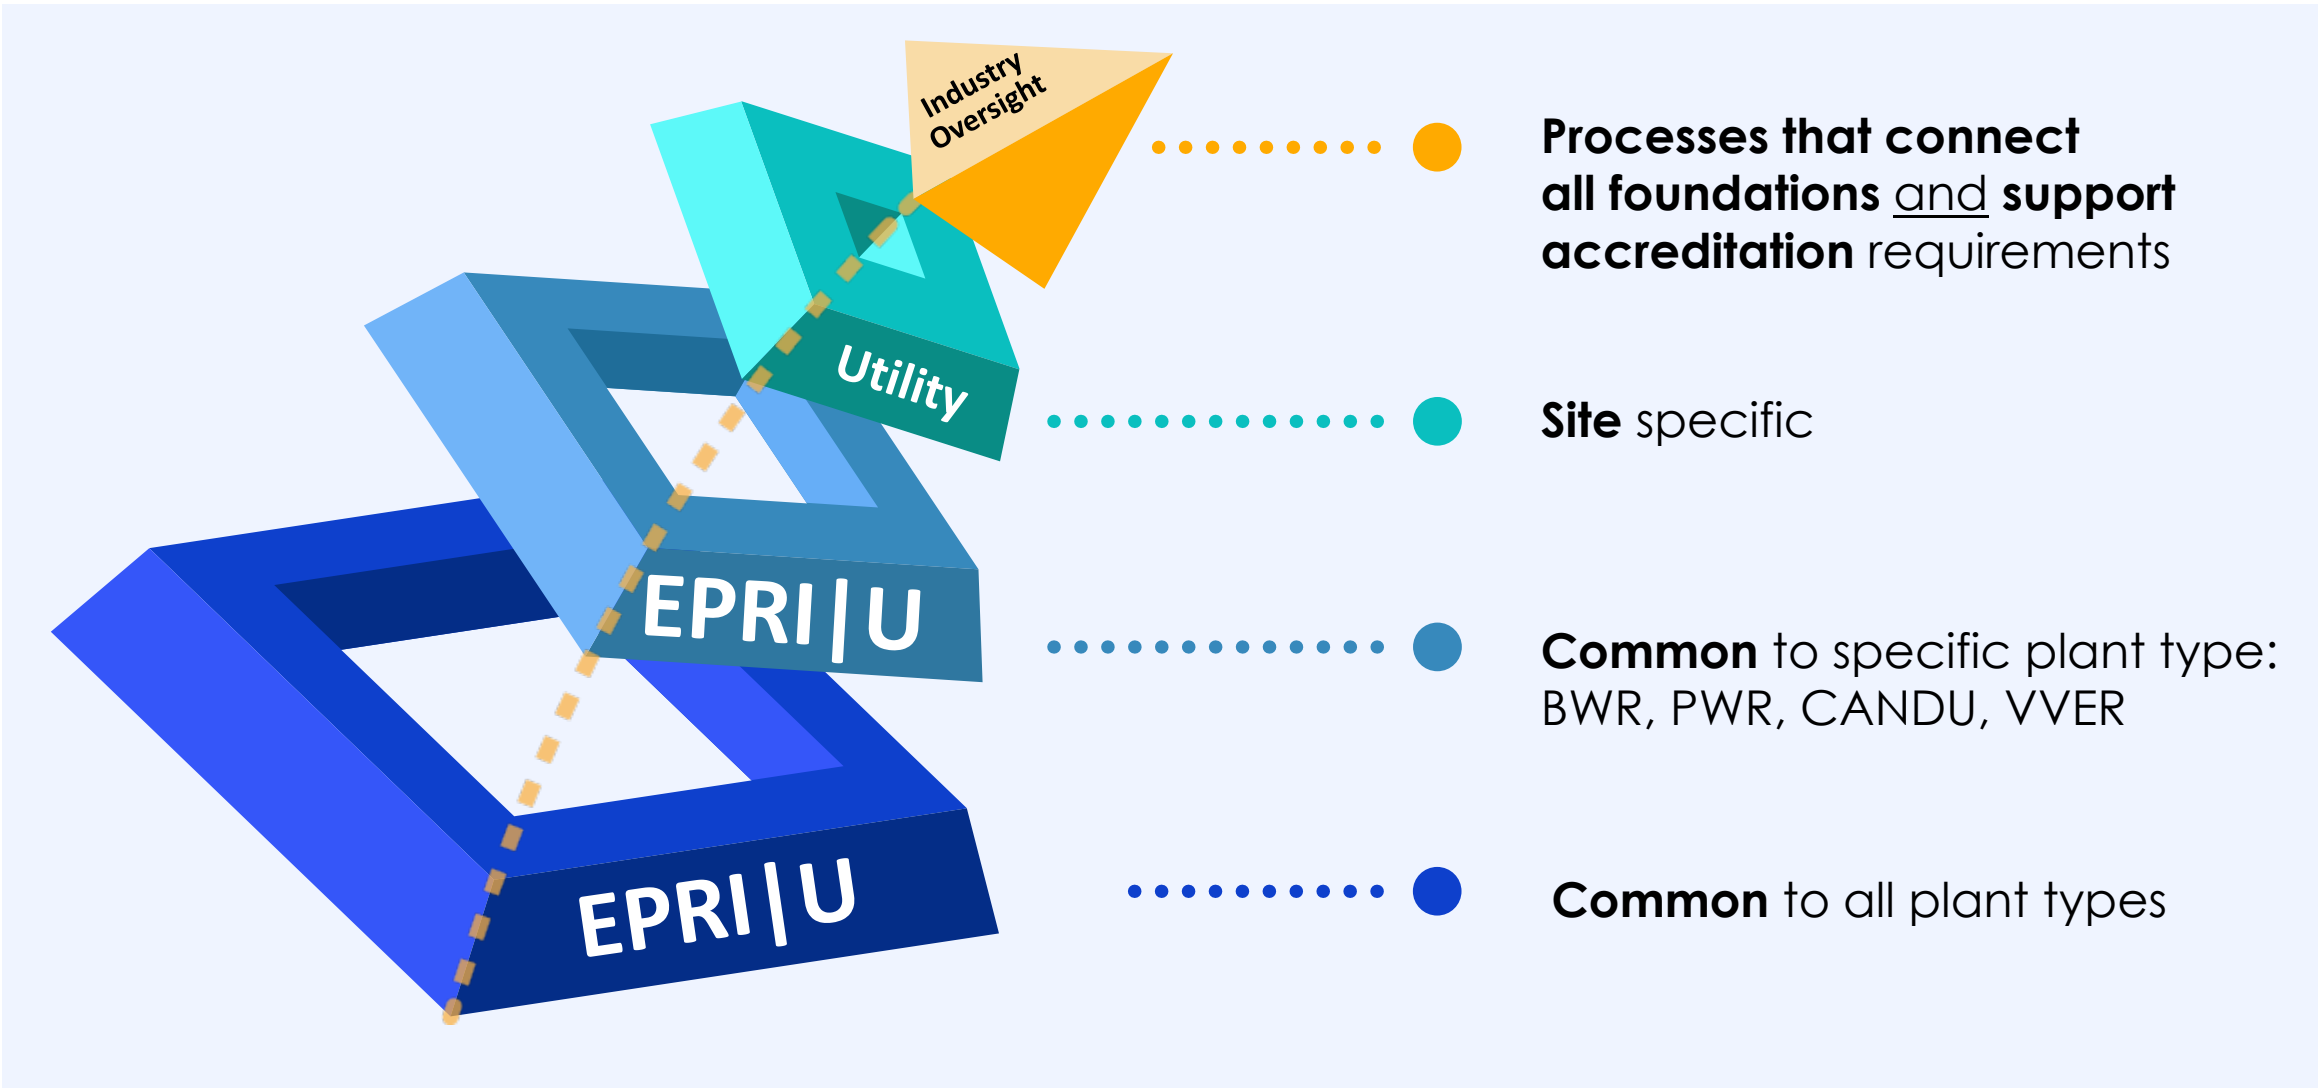 Industry
Oversight
Processes that connect
all foundations and support
accreditation requirements
Utility
Site specific
EPRI|U
Common to specific plant type:
BWR, PWR, CANDU, VVER
EPRI|U
Common to all plant types